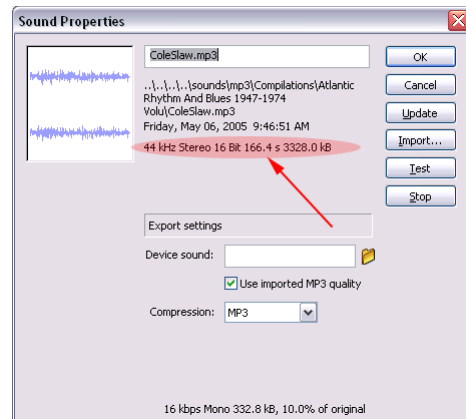 Sound Properties
ColeSlaw.mp3
OK
..\..\..\..\sounds\mp3\Compilations\Atlantic
Cancel
Rhythm And Blues 1947-1974
Volu\ColeSlaw.mp3
Update
Friday, May 06, 2005 9:46:51 AM
44 kHz Stereo 16 Bit 166.4 s 3328.0 kB
Import...
Test
Stop
Export settings
Device sound:
Use imported MP3 quality
Compression: MP3
16 kbps Mono 332.8 kB, 10.0% of original